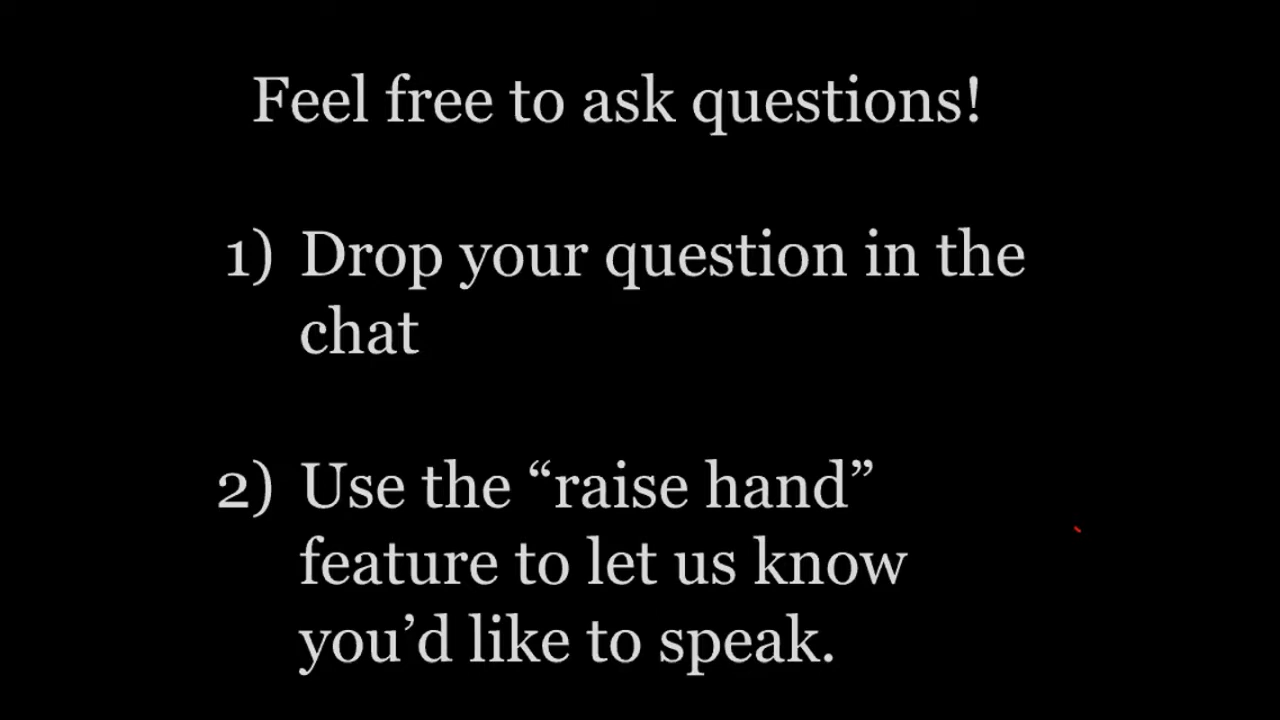 Feel free to ask questions!
1) Drop your question in the
chat
2) Use the “raise hand”
feature to let us know
you’d like to speak.